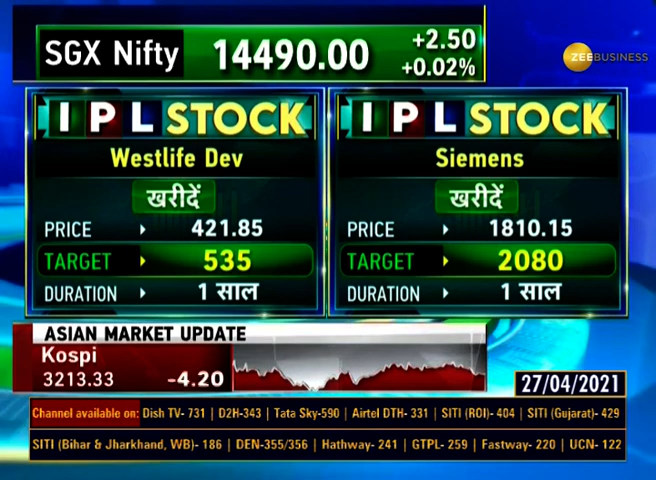 SGX Nifty 14490.00 +2.50
+0.02%
ZEE BUSINESS
IPL STOCK
Westlife Dev
खरीदें
PRICE 421.85
TARGET 535
DURATION 1 साल
IPL STOCK
Siemens
खरीदें
PRICE 1810.15
TARGET 2080
DURATION 1 साल
ASIAN MARKET UPDATE
Kospi
3213.33 -4.20
27/04/2021
Channel available on: Dish TV- 731 | D2H-343 | Tata Sky-590 | Airtel DTH- 331 | SITI (ROI)- 404 | SITI (Gujarat)- 429
SITI (Bihar & Jharkhand, WB)- 186 | DEN-355/356 | Hathway- 241 | GTPL- 259 | Fastway- 220 | UCN- 122